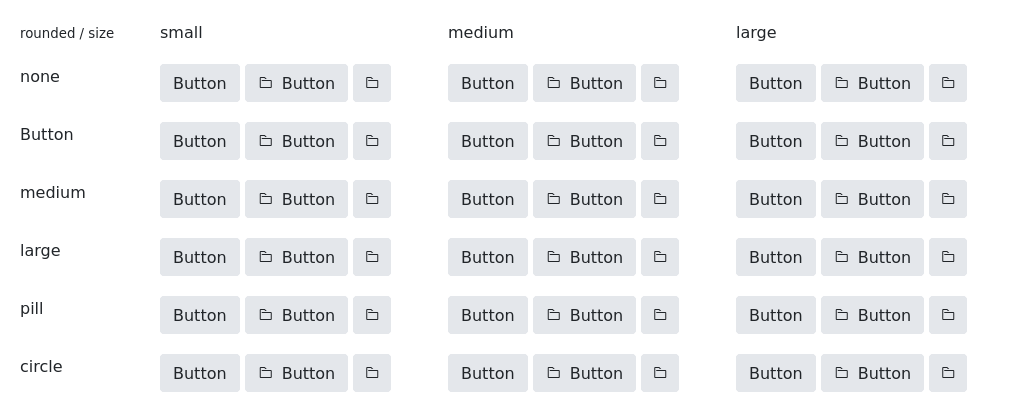 rounded / size small medium large
none Button Button Button Button Button Button
Button Button Button Button Button Button Button
medium Button Button Button Button Button Button
large Button Button Button Button Button Button
pill Button Button Button Button Button Button
circle Button Button Button Button Button Button